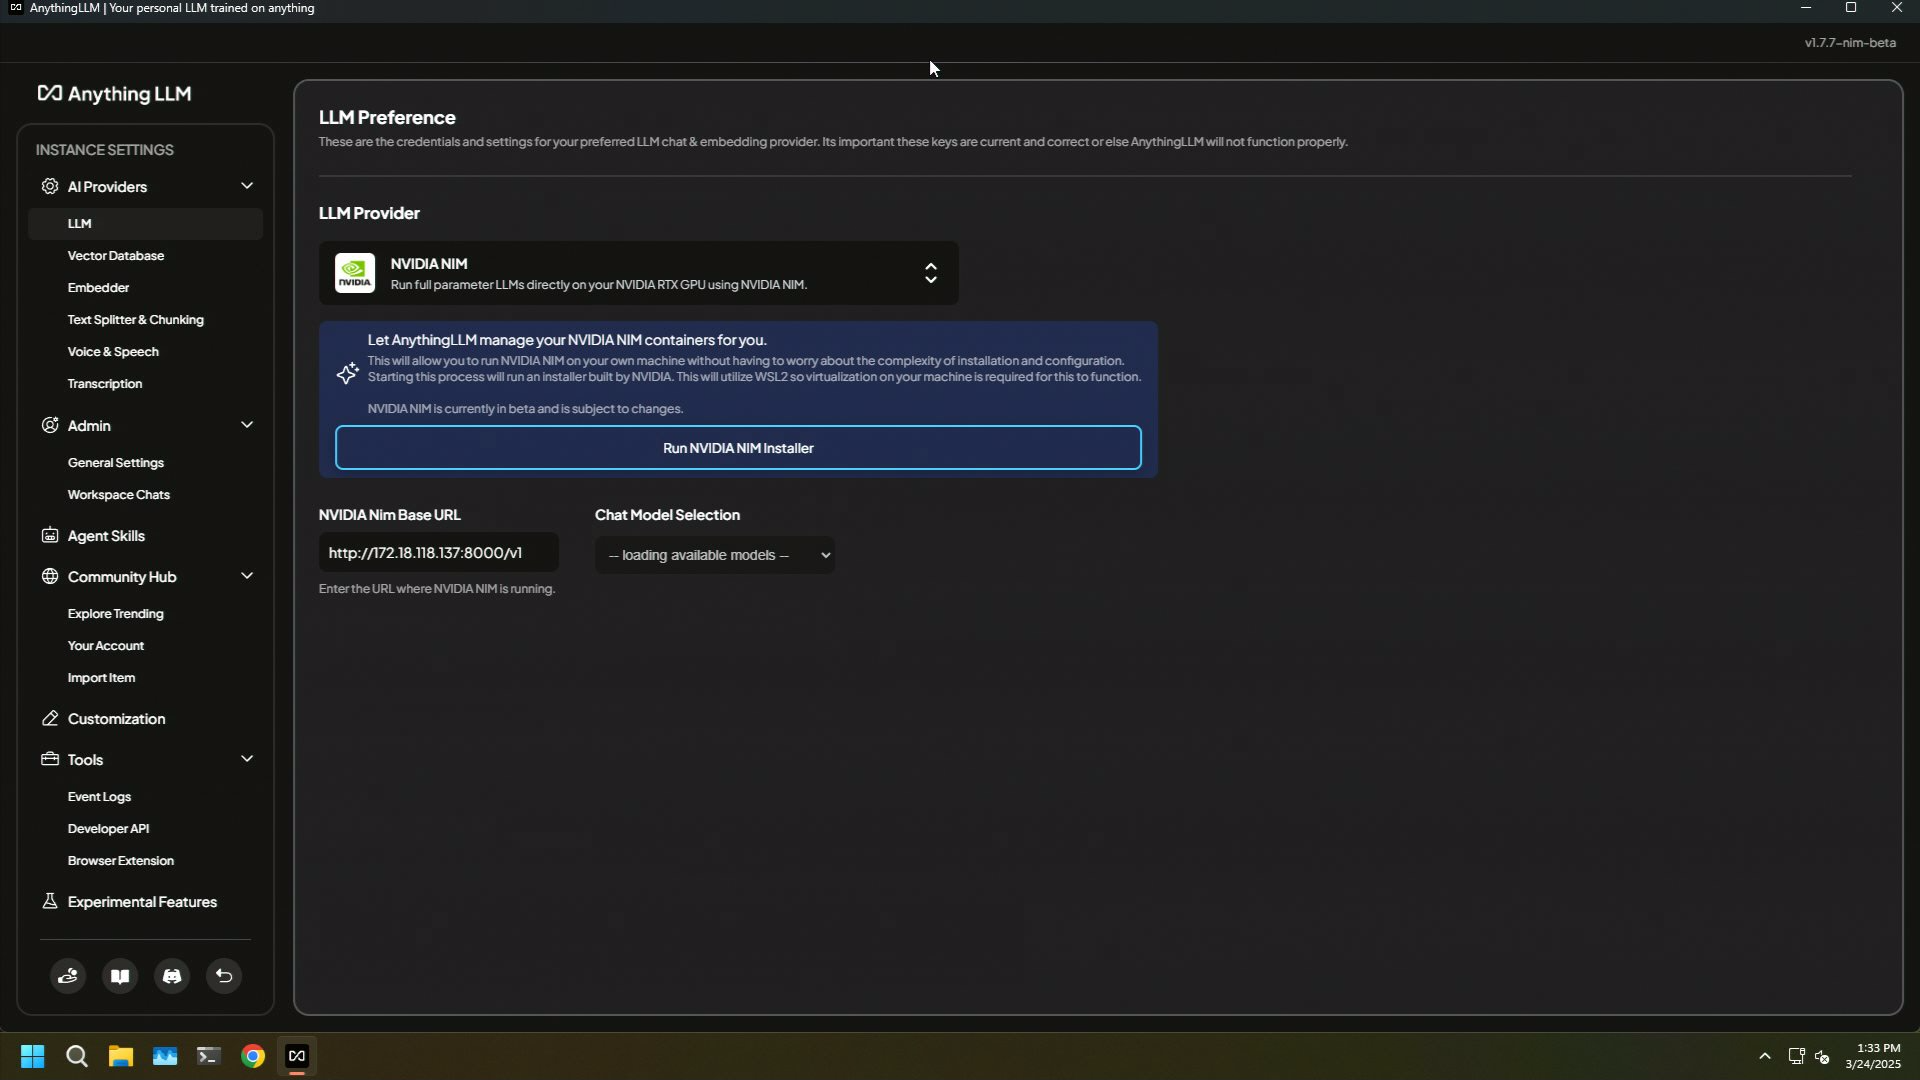 AnythingLLM | Your personal LLM trained on anything
v1.7.7-nim-beta
Anything LLM
INSTANCE SETTINGS
AI Providers
LLM
Vector Database
Embedder
Text Splitter & Chunking
Voice & Speech
Transcription
Admin
General Settings
Workspace Chats
Agent Skills
Community Hub
Explore Trending
Your Account
Import Item
Customization
Tools
Event Logs
Developer API
Browser Extension
Experimental Features
LLM Preference
These are the credentials and settings for your preferred LLM chat & embedding provider. Its important these keys are current and correct or else AnythingLLM will not function properly.
LLM Provider
NVIDIA
NVIDIA NIM
Run full parameter LLMs directly on your NVIDIA RTX GPU using NVIDIA NIM.
Let AnythingLLM manage your NVIDIA NIM containers for you.
This will allow you to run NVIDIA NIM on your own machine without having to worry about the complexity of installation and configuration.
Starting this process will run an installer built by NVIDIA. This will utilize WSL2 so virtualization on your machine is required for this to function.
NVIDIA NIM is currently in beta and is subject to changes.
Run NVIDIA NIM Installer
NVIDIA Nim Base URL
http://172.18.118.137:8000/v1
Enter the URL where NVIDIA NIM is running.
Chat Model Selection
-- loading available models --
1:33 PM
3/24/2025